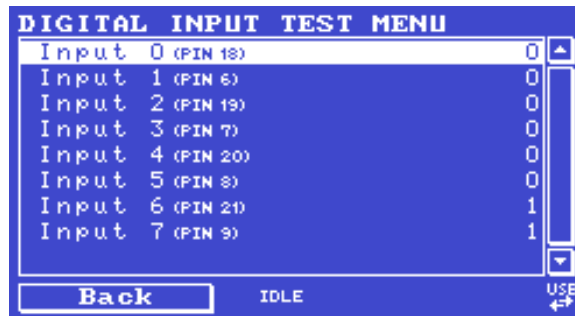 DIGITAL INPUT TEST MENU
Input 0 (PIN 18) 0
Input 1 (PIN 6) 0
Input 2 (PIN 19) 0
Input 3 (PIN 7) 0
Input 4 (PIN 20) 0
Input 5 (PIN 8) 0
Input 6 (PIN 21) 1
Input 7 (PIN 9) 1
Back IDLE USB